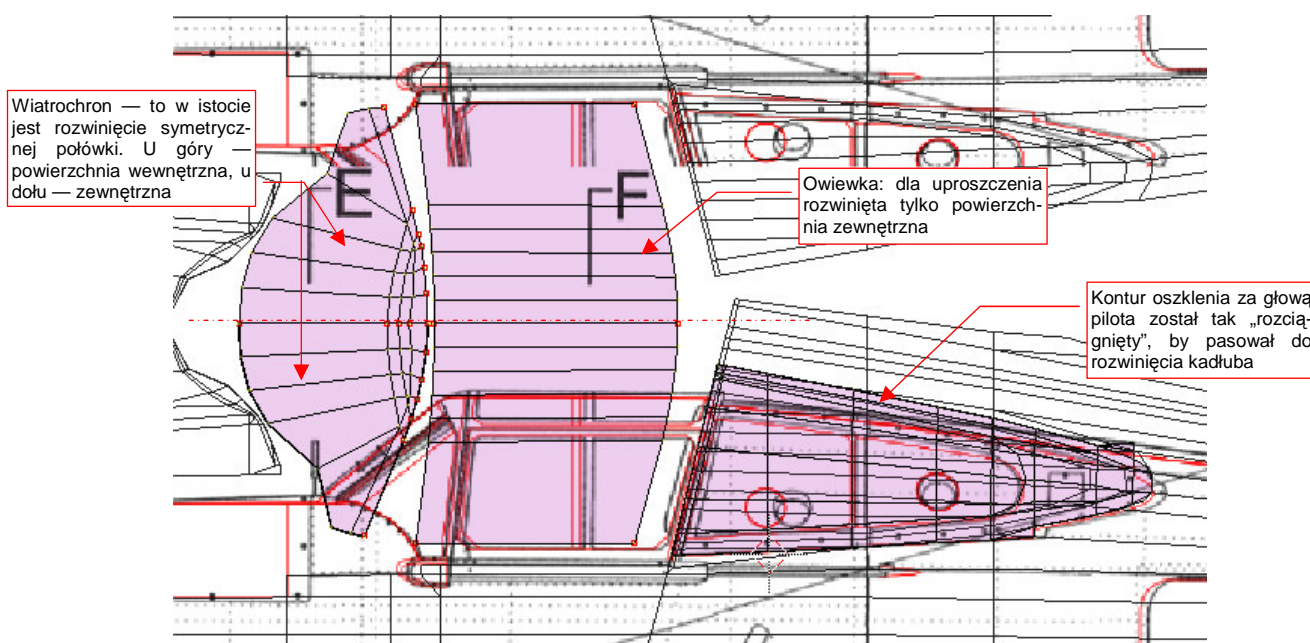 Wiatrochron — to w istocie
jest rozwinięcie symetrycz-
nej połówki. U góry —
powierzchnia wewnętrzna, u
dołu — zewnętrzna
E
F
Owiewka: dla uproszczenia
rozwinięta tylko powierzch-
nia zewnętrzna
Kontur oszklenia za głową
pilota został tak „rozcią-
gnięty”, by pasował do
rozwinięcia kadłuba